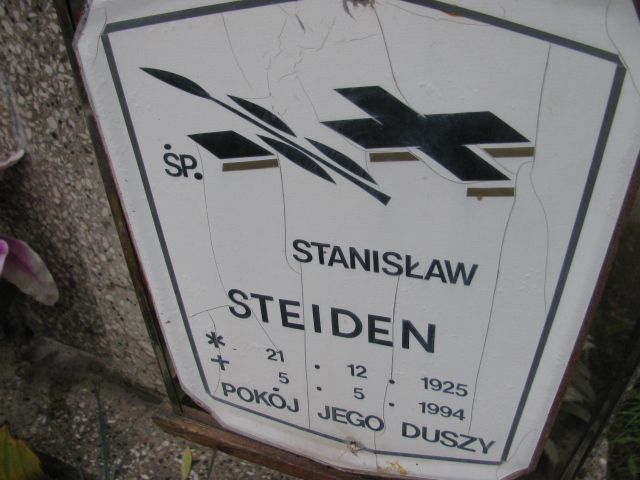 ŚP.
STANISŁAW
STEIDEN
* 21 . 12 . 1925
+ 5 . 5 . 1994
POKÓJ JEGO DUSZY